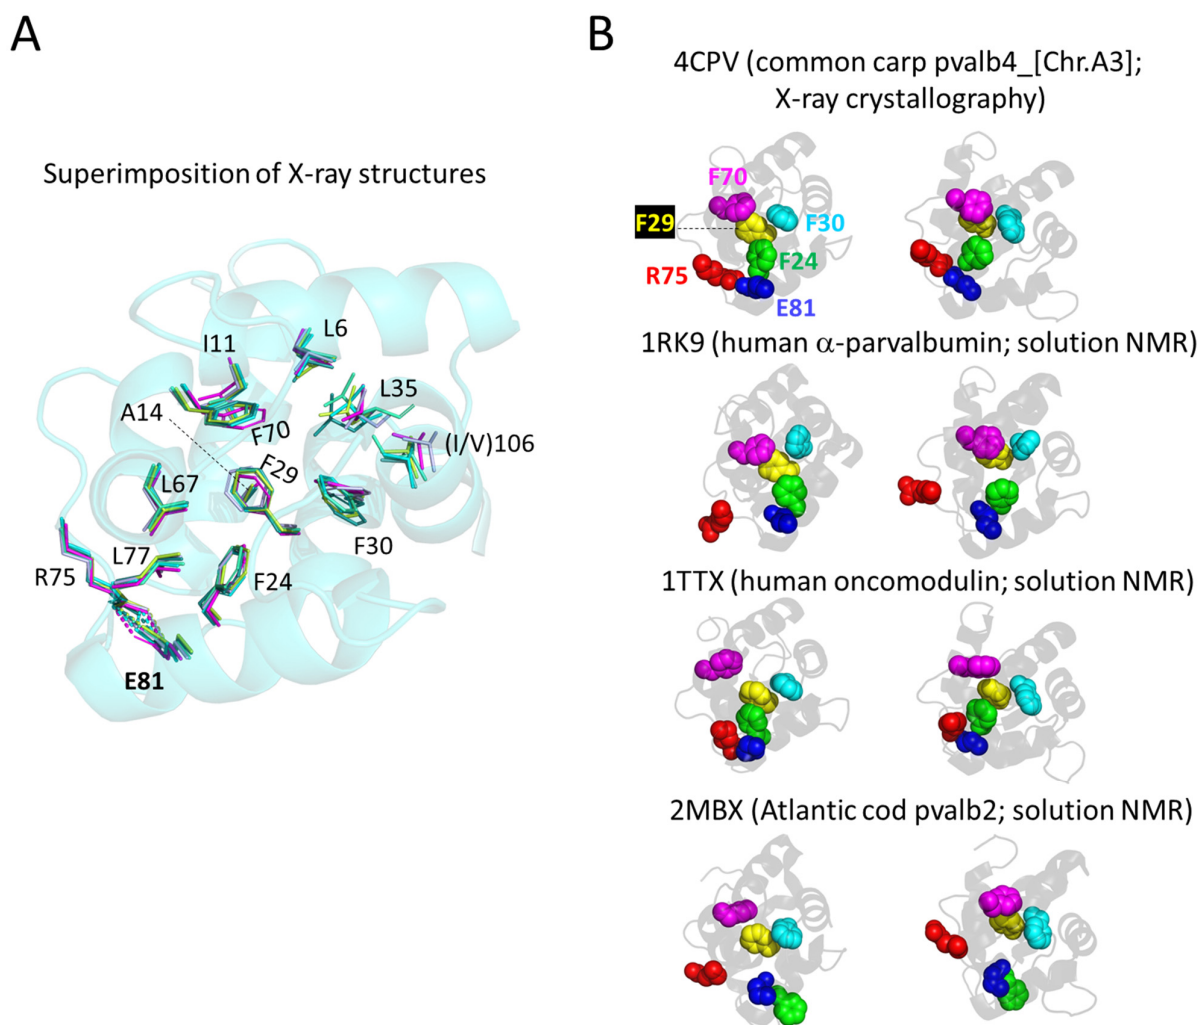 A
Superimposition of X-ray structures
L6
I11
L35
A14
F70
(I/V)106
F29
L67
F30
L77
R75
F24
E81
B
4CPV (common carp pvalb4_[Chr.A3];
X-ray crystallography)
F70
F29
F30
F24
R75
E81
1RK9 (human α-parvalbumin; solution NMR)
1TTX (human oncomodulin; solution NMR)
2MBX (Atlantic cod pvalb2; solution NMR)